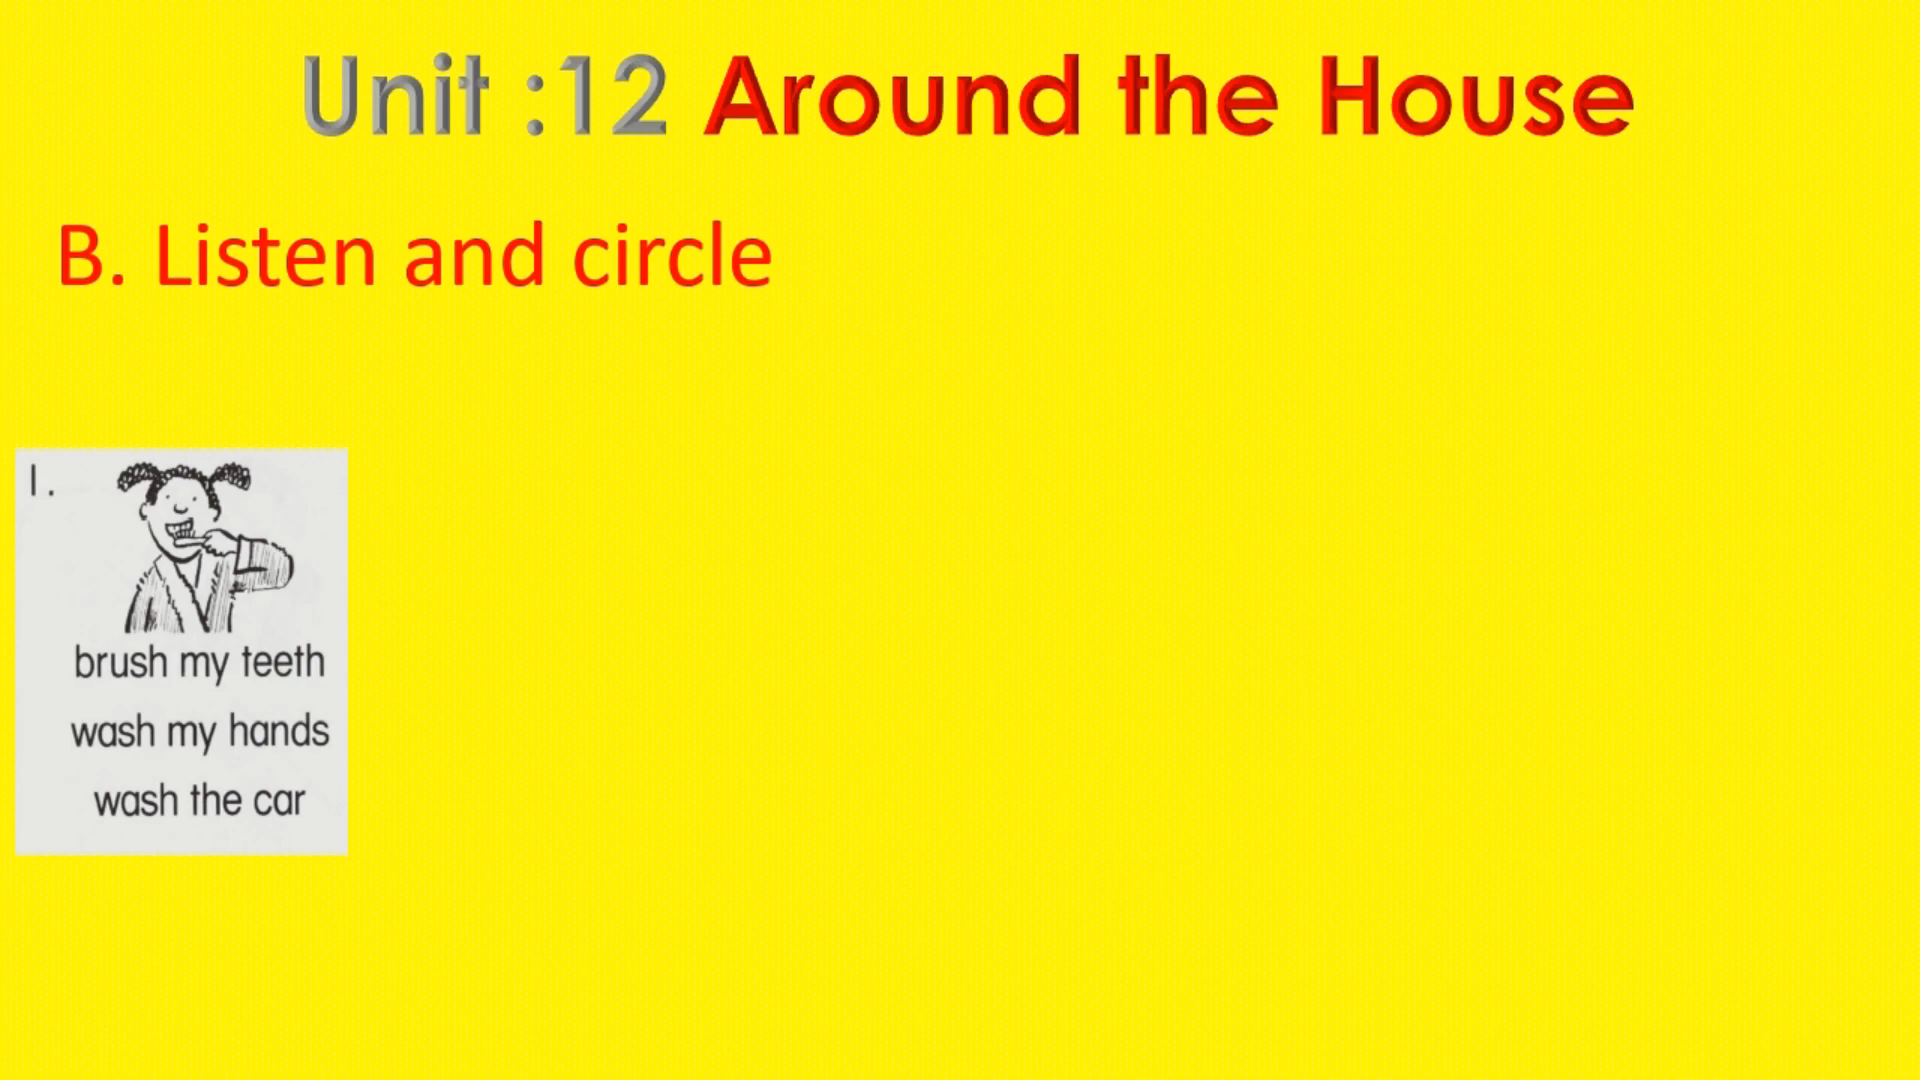 Unit :12 Around the House
B. Listen and circle
1.
brush my teeth
wash my hands
wash the car